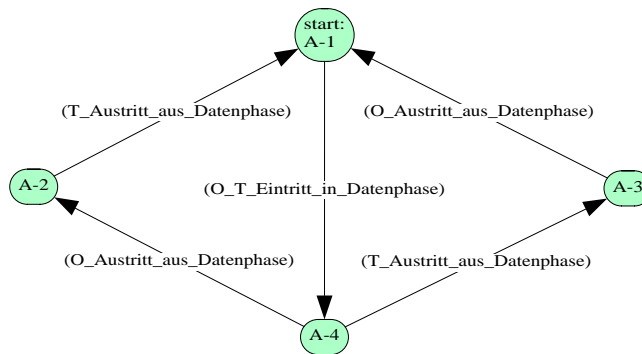 start:
A-1
(T_Austritt_aus_Datenphase)
(O_Austritt_aus_Datenphase)
A-2
(O_T_Eintritt_in_Datenphase)
A-3
(O_Austritt_aus_Datenphase)
(T_Austritt_aus_Datenphase)
A-4